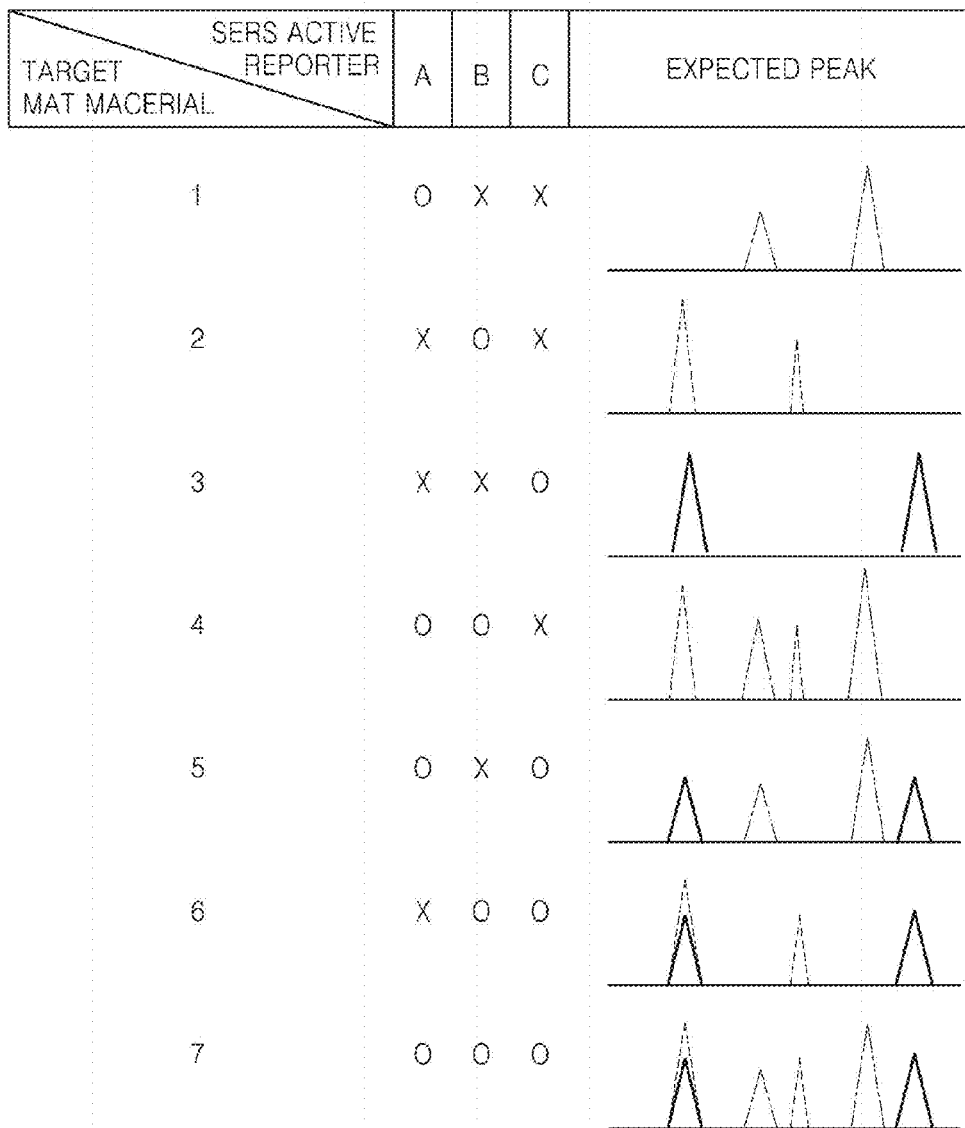 SERS ACTIVE
REPORTER
TARGET
MAT MACERIAL
A B C EXPECTED PEAK
1 O X X
2 X O X
3 X X O
4 O O X
5 O X O
6 X O O
7 O O O